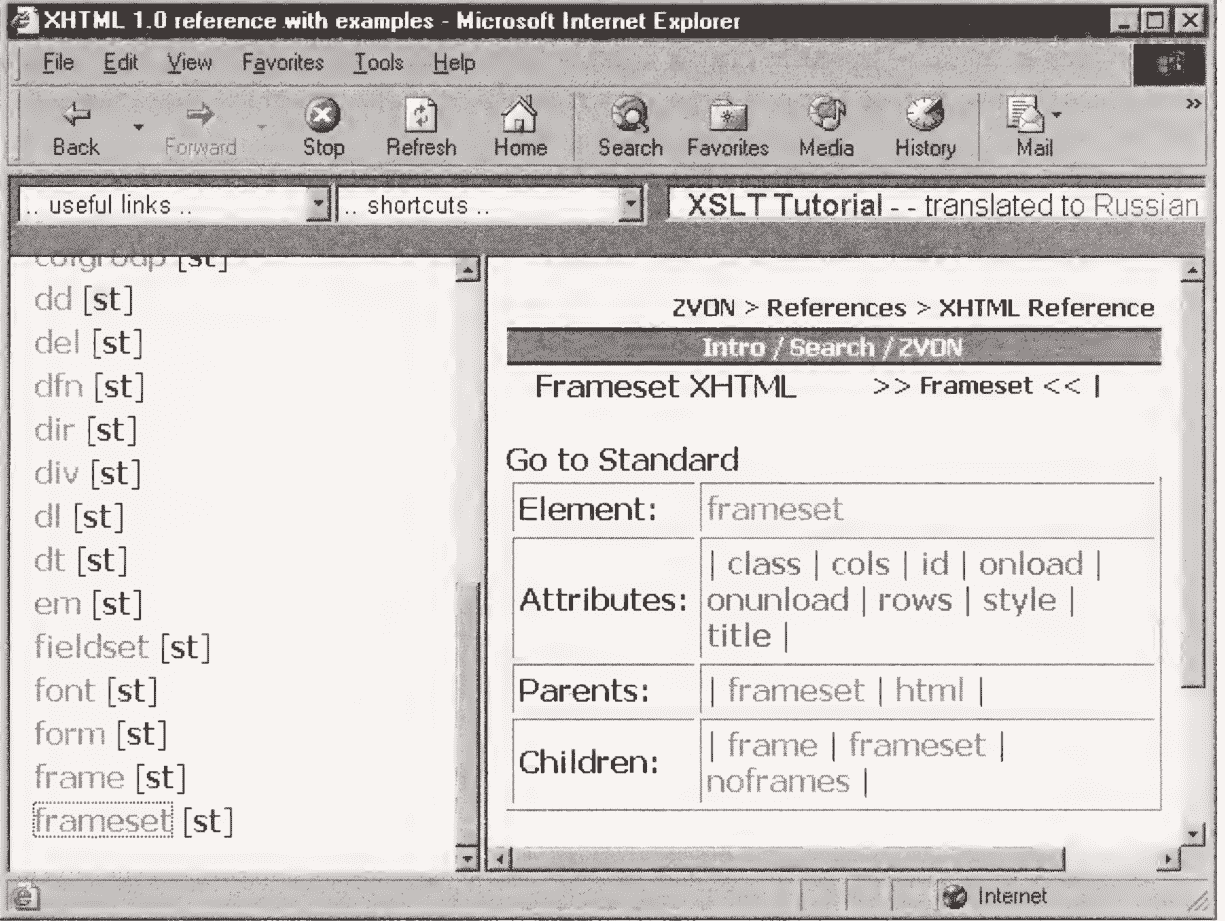 XHTML 1.0 reference with examples - Microsoft Internet Explorer
File Edit View Favorites Tools Help
Back Forward Stop Refresh Home Search Favorites Media History Mail »
.. useful links .. .. shortcuts .. XSLT Tutorial - - translated to Russian
colgroup [st]
dd [st]
del [st]
dfn [st]
dir [st]
div [st]
dl [st]
dt [st]
em [st]
fieldset [st]
font [st]
form [st]
frame [st]
frameset [st]
ZVON > References > XHTML Reference
Intro / Search / ZVON
Frameset XHTML >> Frameset << |
Go to Standard
Element: frameset
Attributes: | class | cols | id | onload |
onunload | rows | style |
title |
Parents: | frameset | html |
Children: | frame | frameset |
noframes |
Internet